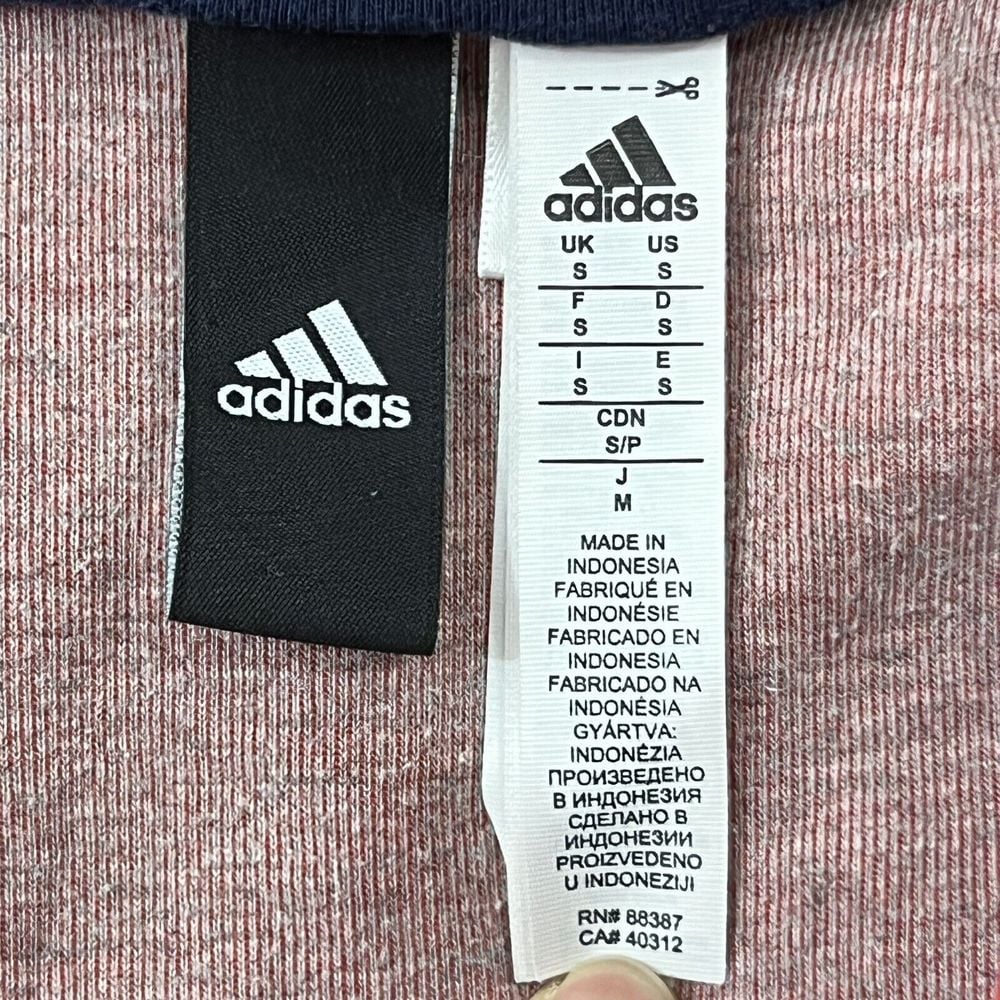 adidas
adidas
UK US
S S
F D
S S
I E
S S
CDN
S/P
J
M
MADE IN
INDONESIA
FABRIQUÉ EN
INDONÉSIE
FABRICADO EN
INDONESIA
FABRICADO NA
INDONÉSIA
GYÁRTVA:
INDONÉZIA
ПРОИЗВЕДЕНО
В ИНДОНЕЗИЯ
СДЕЛАНО В
ИНДОНЕЗИИ
PROIZVEDENO
U INDONEZIJI
RN# 88387
CA# 40312